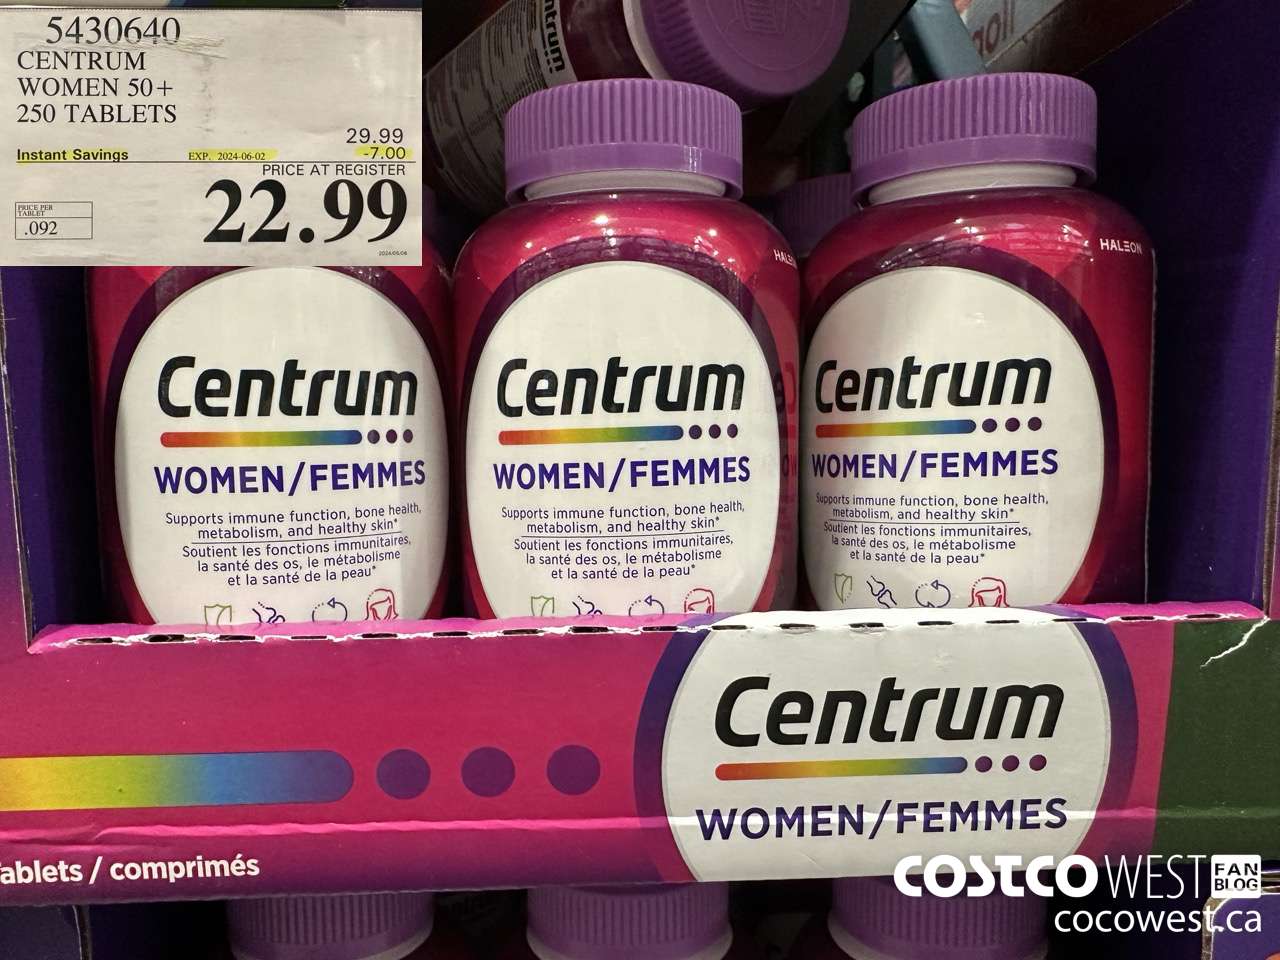 5430640
CENTRUM
WOMEN 50+
250 TABLETS
29.99
Instant Savings EXP. 2024-06-02 -7.00
PRICE AT REGISTER
22.99
PRICE PER
TABLET
.092
HALEON
HALEON
Centrum
WOMEN/FEMMES
Supports immune function, bone health,
metabolism, and healthy skin*
Soutient les fonctions immunitaires,
la santé des os, le métabolisme
et la santé de la peau*
Centrum
WOMEN/FEMMES
Supports immune function, bone health,
metabolism, and healthy skin*
Soutient les fonctions immunitaires,
la santé des os, le métabolisme
et la santé de la peau*
Centrum
WOMEN/FEMMES
Supports immune function, bone health,
metabolism, and healthy skin*
Soutient les fonctions immunitaires,
la santé des os, le métabolisme
et la santé de la peau*
Centrum
WOMEN/FEMMES
ablets / comprimés
COSTCO WEST FAN BLOG
cocowest.ca